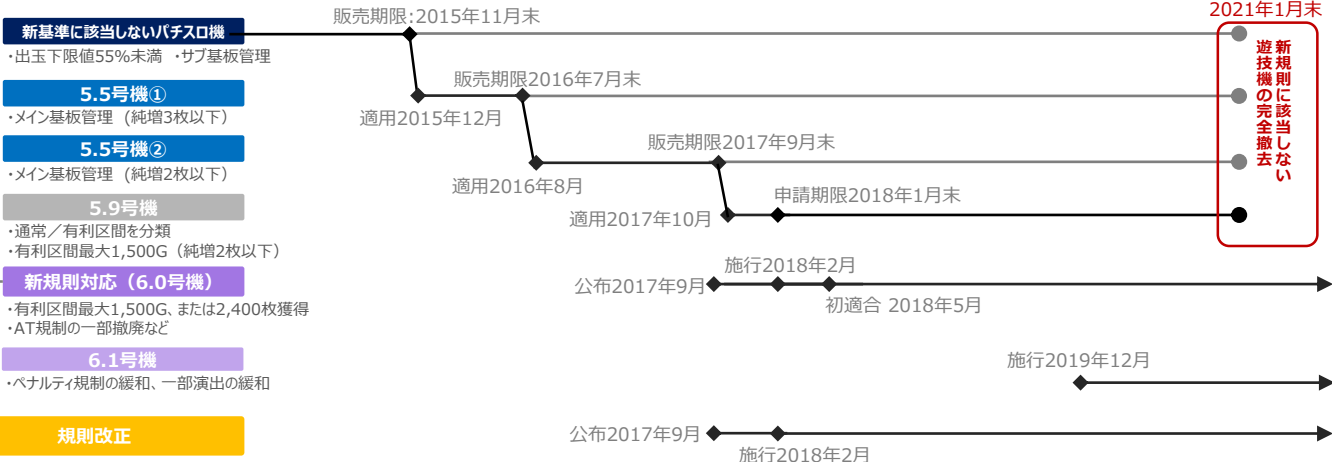 販売期限:2015年11月末
2021年1月末
新基準に該当しないパチスロ機
・出玉下限値55%未満 ・サブ基板管理
販売期限2016年7月末
5.5号機①
・メイン基板管理 (純増3枚以下)
適用2015年12月
新規則に該当しない
遊技機の完全撤去
販売期限2017年9月末
5.5号機②
・メイン基板管理 (純増2枚以下)
適用2016年8月
申請期限2018年1月末
5.9号機
・通常／有利区間を分類
・有利区間最大1,500G（純増2枚以下）
適用2017年10月
施行2018年2月
新規則対応（6.0号機）
・有利区間最大1,500G、または2,400枚獲得
・AT規制の一部撤廃など
公布2017年9月
初適合 2018年5月
6.1号機
・ペナルティ規制の緩和、一部演出の緩和
施行2019年12月
規則改正
公布2017年9月
施行2018年2月